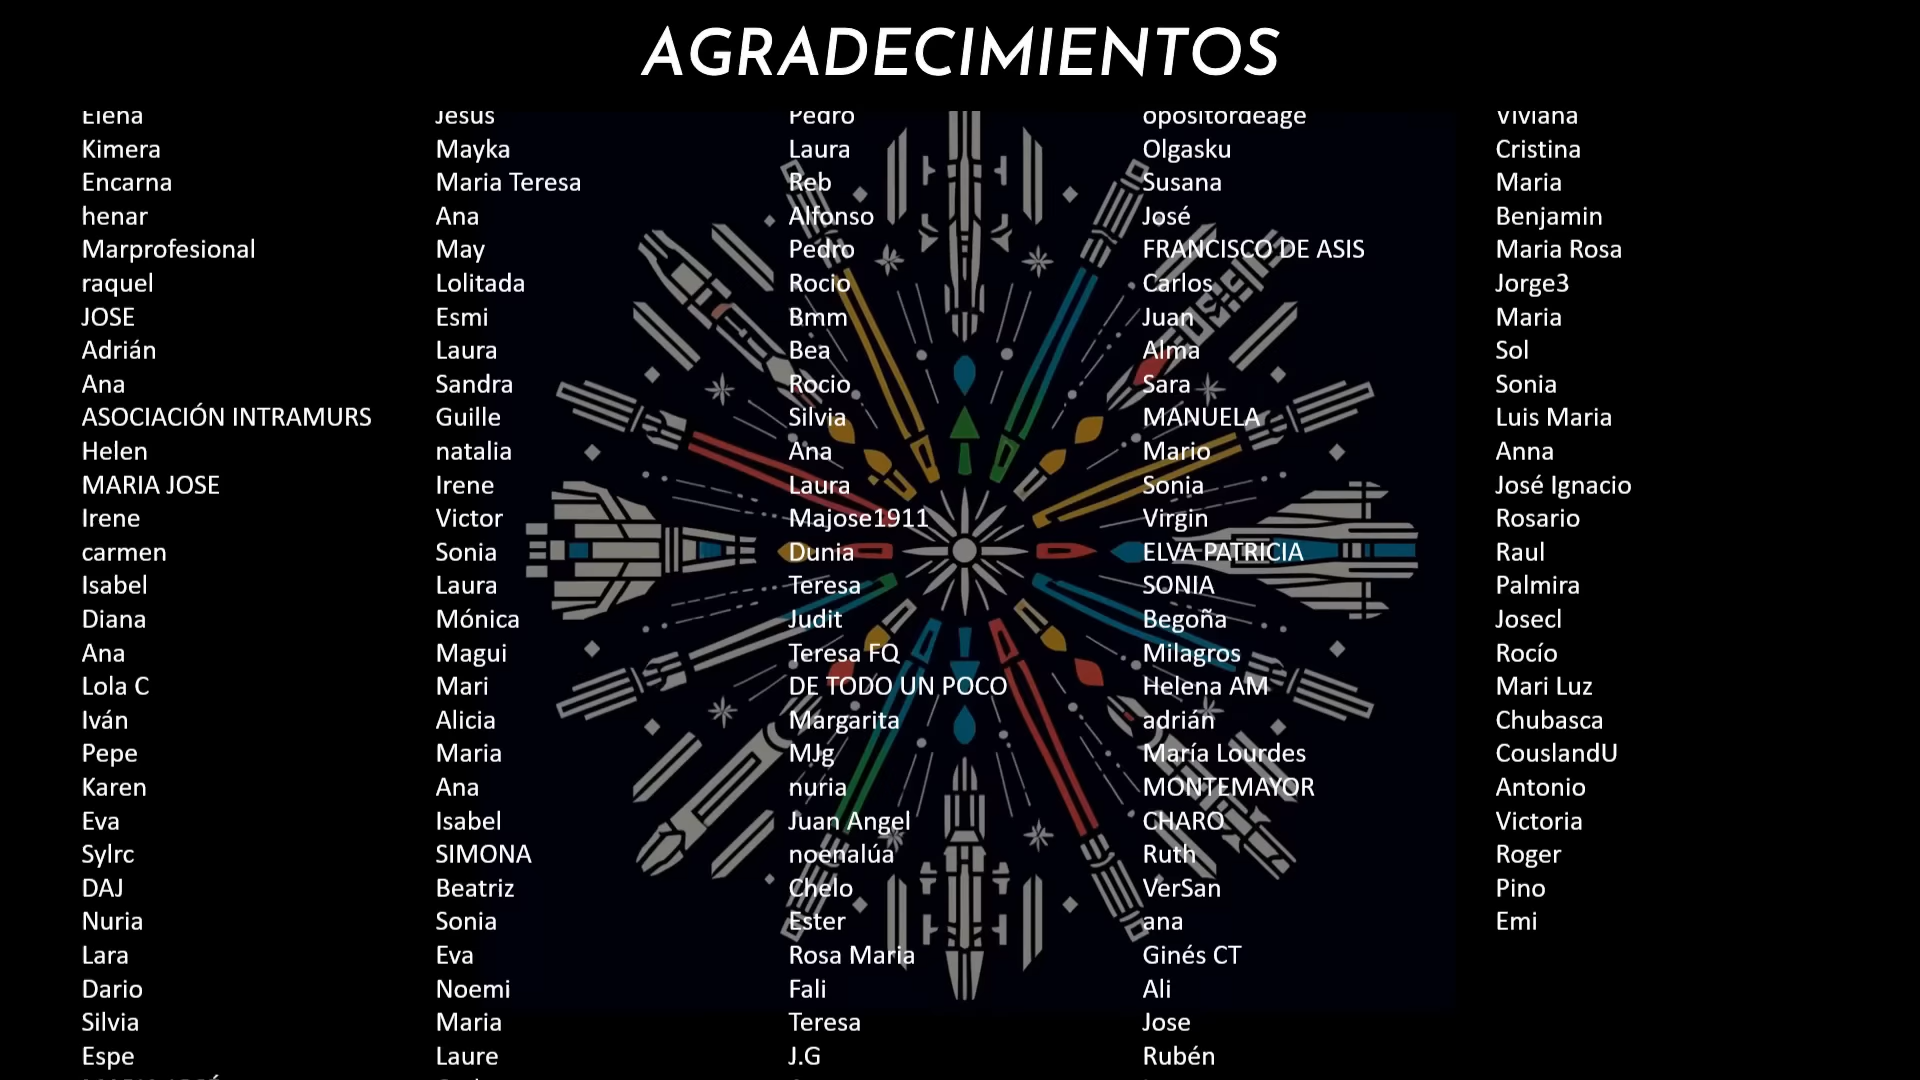 AGRADECIMIENTOS
Elena
Kimera
Encarna
henar
Marprofesional
raquel
JOSE
Adrián
Ana
ASOCIACIÓN INTRAMURS
Helen
MARIA JOSE
Irene
carmen
Isabel
Diana
Ana
Lola C
Iván
Pepe
Karen
Eva
Sylrc
DAJ
Nuria
Lara
Dario
Silvia
Espe
Jesus
Mayka
Maria Teresa
Ana
May
Lolitada
Esmi
Laura
Sandra
Guille
natalia
Irene
Victor
Sonia
Laura
Mónica
Magui
Mari
Alicia
Maria
Ana
Isabel
SIMONA
Beatriz
Sonia
Eva
Noemi
Maria
Laure
Pedro
Laura
Reb
Alfonso
Pedro
Rocio
Bmm
Bea
Rocio
Silvia
Ana
Laura
Majose1911
Dunia
Teresa
Judit
Teresa FQ
DE TODO UN POCO
Margarita
MJg
nuria
Juan Angel
noenalúa
Chelo
Ester
Rosa Maria
Fali
Teresa
J.G
opositordeage
Olgasku
Susana
José
FRANCISCO DE ASIS
Carlos
Juan
Alma
Sara
MANUELA
Mario
Sonia
Virgin
ELVA PATRICIA
SONIA
Begoña
Milagros
Helena AM
adrián
María Lourdes
MONTEMAYOR
CHARO
Ruth
VerSan
ana
Ginés CT
Ali
Jose
Rubén
Viviana
Cristina
Maria
Benjamin
Maria Rosa
Jorge3
Maria
Sol
Sonia
Luis Maria
Anna
José Ignacio
Rosario
Raul
Palmira
Josecl
Rocío
Mari Luz
Chubasca
CouslandU
Antonio
Victoria
Roger
Pino
Emi